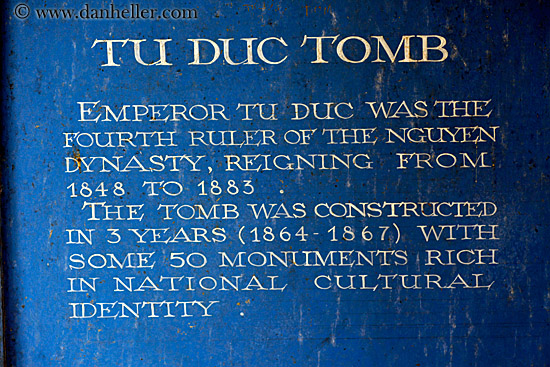 © www.danheller.com
TU DUC TOMB
EMPEROR TU DUC WAS THE
FOURTH RULER OF THE NGUYEN
DYNASTY, REIGNING FROM
1848 TO 1883 .
THE TOMB WAS CONSTRUCTED
IN 3 YEARS (1864-1867) WITH
SOME 50 MONUMENTS RICH
IN NATIONAL CULTURAL
IDENTITY .